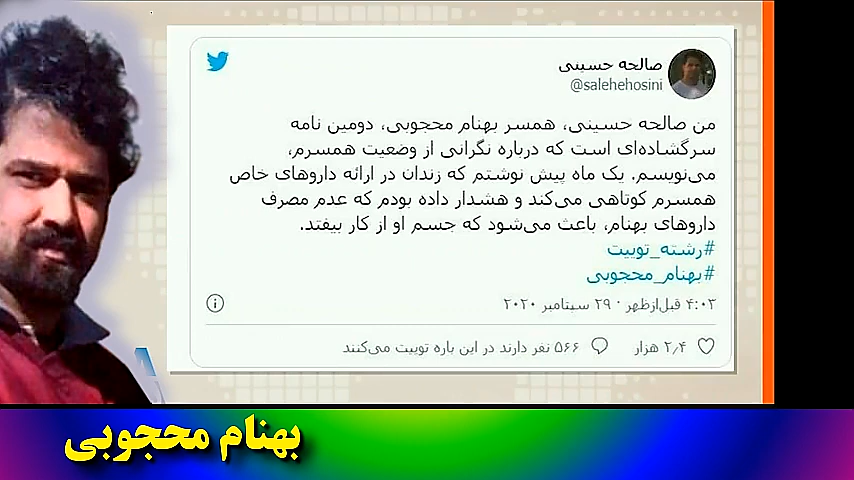 صالحه حسینی
@salehehosini
من صالحه حسینی، همسر بهنام محجوبی، دومین نامه
سرگشاده‌ای است که درباره نگرانی از وضعیت همسرم،
می‌نویسم. یک ماه پیش نوشتم که زندان در ارائه داروهای خاص
همسرم کوتاهی می‌کند و هشدار داده بودم که عدم مصرف
داروهای بهنام، باعث می‌شود که جسم او از کار بیفتد.
#رشته_توییت
#بهنام_محجوبی
۴:۰۲ قبل‌ازظهر · ۲۹ سپتامبر ۲۰۲۰
۲٫۴ هزار
۵۶۶ نفر دارند در این باره توییت می‌کنند
بهنام محجوبی